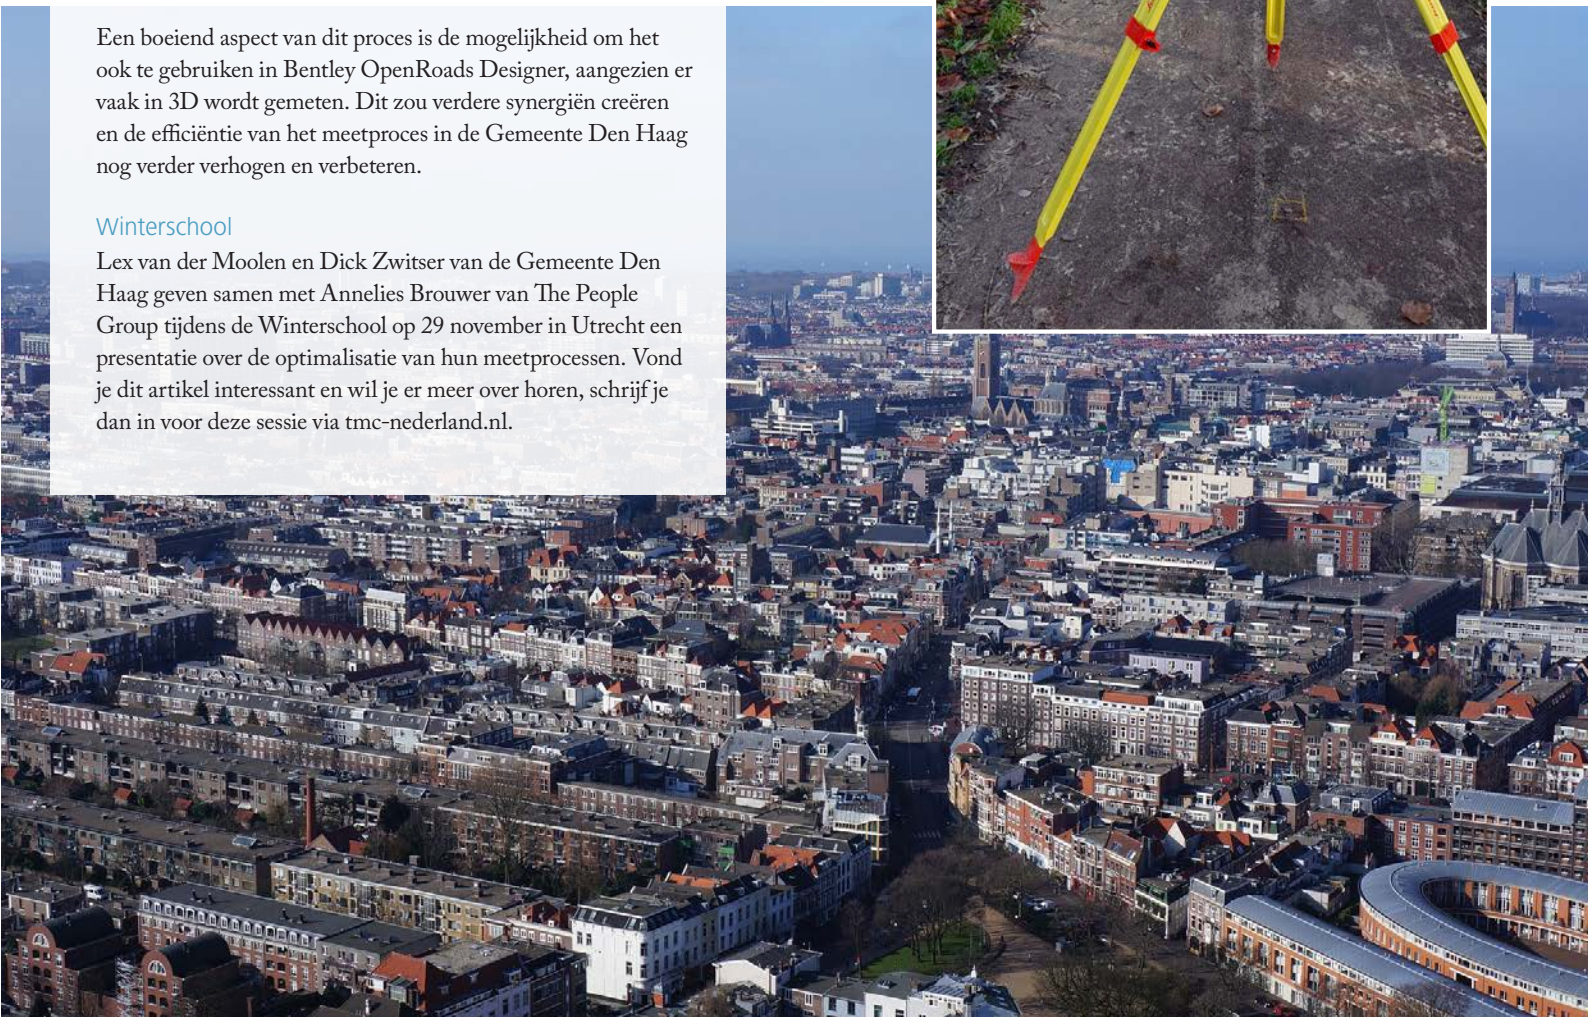 Een boeiend aspect van dit proces is de mogelijkheid om het
ook te gebruiken in Bentley OpenRoads Designer, aangezien er
vaak in 3D wordt gemeten. Dit zou verdere synergiën creëren
en de efficiëntie van het meetproces in de Gemeente Den Haag
nog verder verhogen en verbeteren.
Winterschool
Lex van der Moolen en Dick Zwitser van de Gemeente Den
Haag geven samen met Annelies Brouwer van The People
Group tijdens de Winterschool op 29 november in Utrecht een
presentatie over de optimalisatie van hun meetprocessen. Vond
je dit artikel interessant en wil je er meer over horen, schrijf je
dan in voor deze sessie via tmc-nederland.nl.